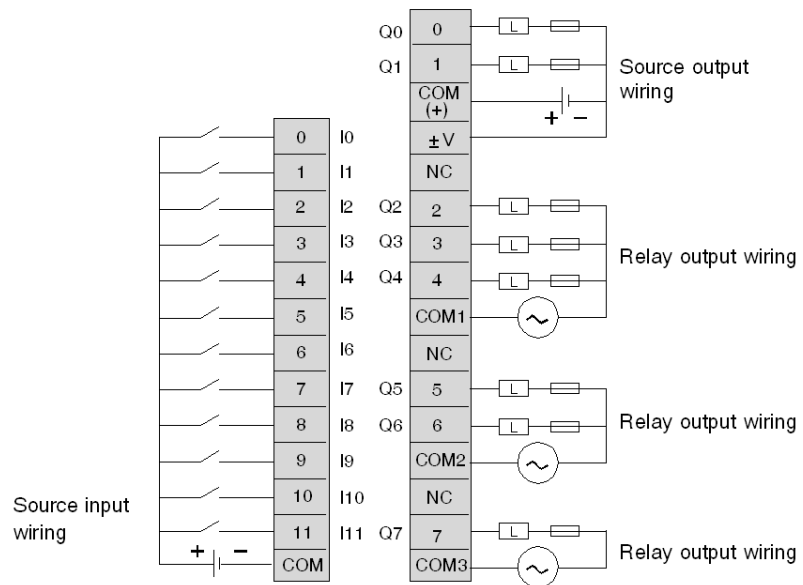 Q0 0 L
Q1 1 L
COM
(+)
+ −
± V
Source output
wiring
0 I0
1 I1
2 I2
3 I3
4 I4
5 I5
6 I6
7 I7
8 I8
9 I9
10 I10
11 I11
COM
+ −
Source input
wiring
NC
Q2 2 L
Q3 3 L
Q4 4 L
COM1 ~
Relay output wiring
NC
Q5 5 L
Q6 6 L
COM2 ~
Relay output wiring
NC
Q7 7 L
COM3 ~
Relay output wiring